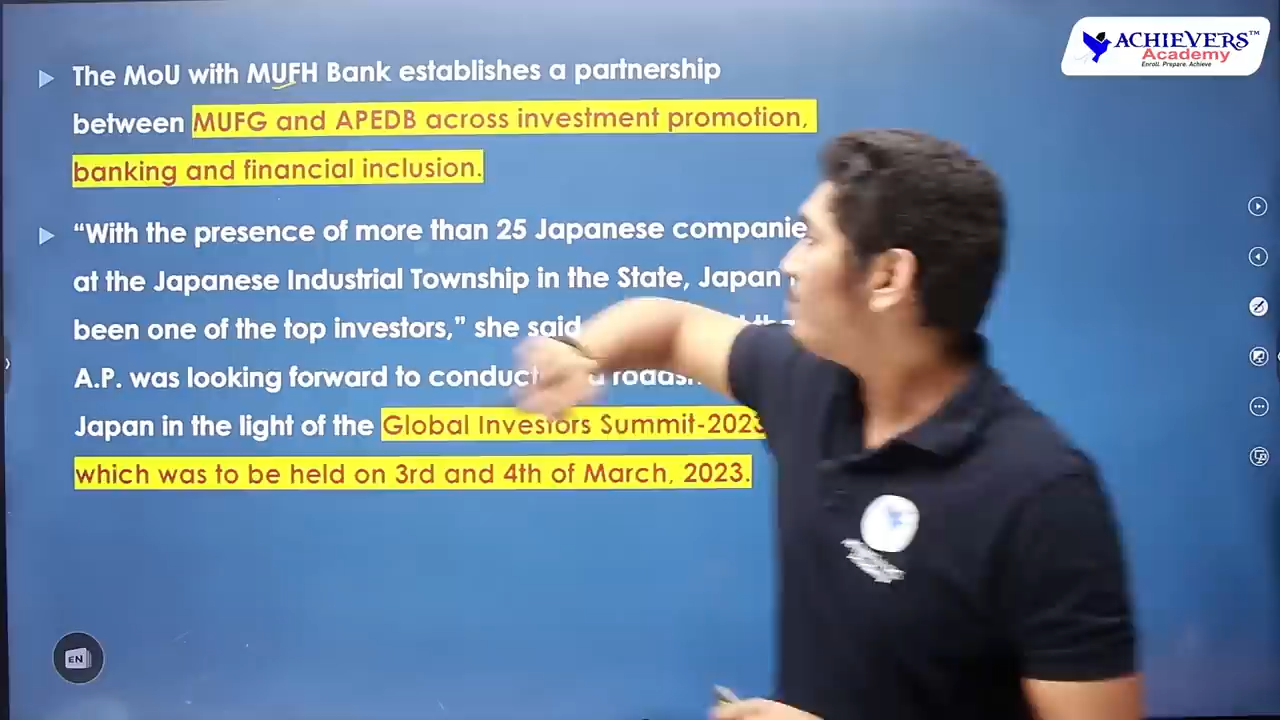 ACHIEVERS™
Academy
Enroll. Prepare. Achieve
The MoU with MUFH Bank establishes a partnership
between MUFG and APEDB across investment promotion,
banking and financial inclusion.
“With the presence of more than 25 Japanese companie
at the Japanese Industrial Township in the State, Japan
been one of the top investors,” she said
A.P. was looking forward to conduct
Japan in the light of the Global Investors Summit-2023
which was to be held on 3rd and 4th of March, 2023.
EN